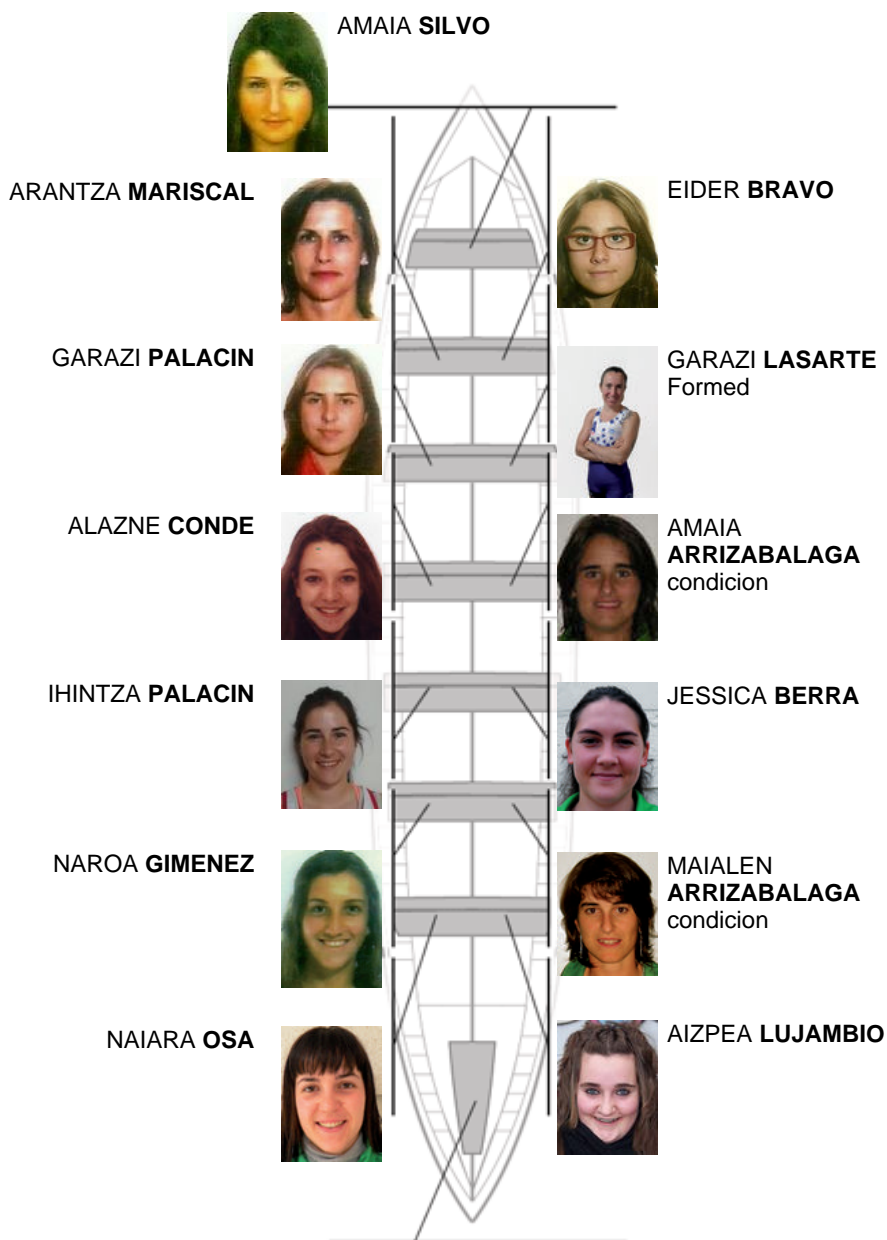 AMAIA SILVO
ARANTZA MARISCAL
EIDER BRAVO
GARAZI PALACIN
GARAZI LASARTE
Formed
ALAZNE CONDE
AMAIA
ARRIZABALAGA
condicion
IHINTZA PALACIN
JESSICA BERRA
NAROA GIMENEZ
MAIALEN
ARRIZABALAGA
condicion
NAIARA OSA
AIZPEA LUJAMBIO